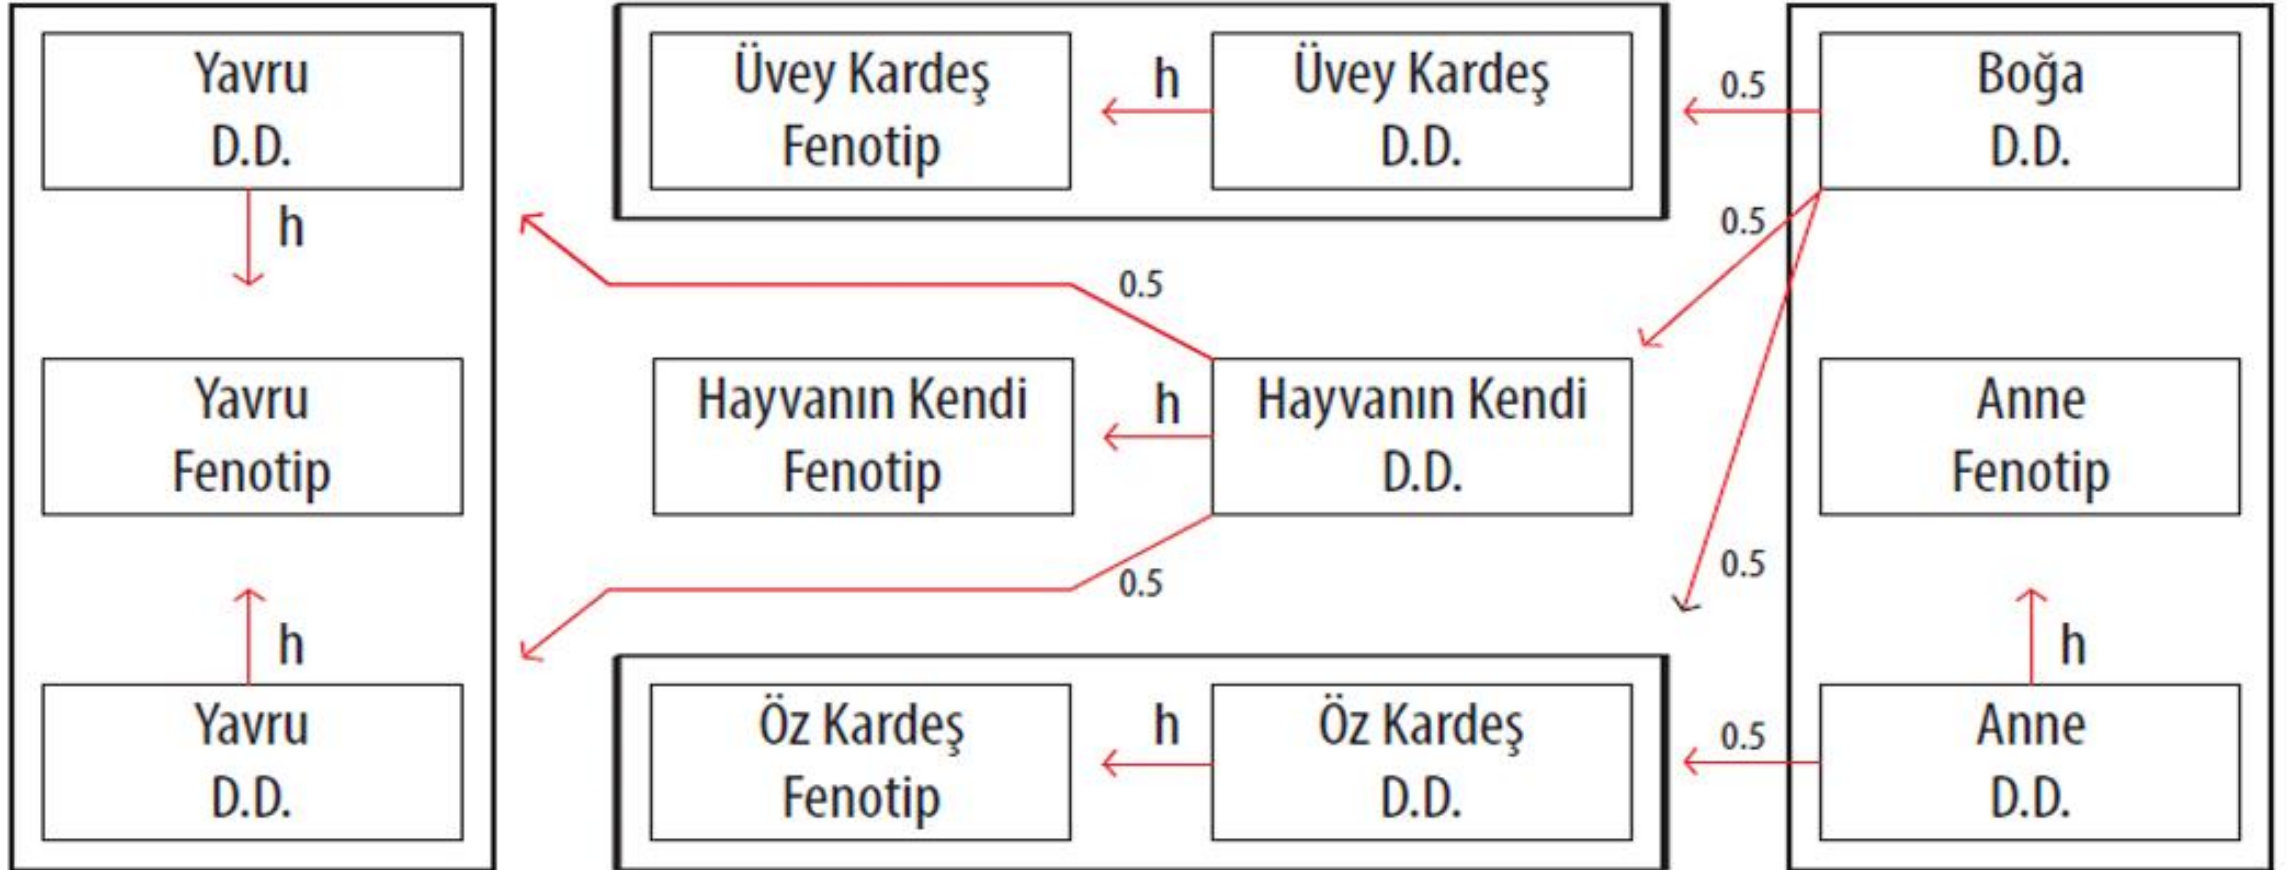 Yavru
D.D.
h
Yavru
Fenotip
h
Yavru
D.D.
Üvey Kardeş
Fenotip
h
Üvey Kardeş
D.D.
0.5
Hayvanın Kendi
Fenotip
h
Hayvanın Kendi
D.D.
0.5
Öz Kardeş
Fenotip
h
Öz Kardeş
D.D.
0.5
0.5
0.5
0.5
Boğa
D.D.
Anne
Fenotip
h
Anne
D.D.